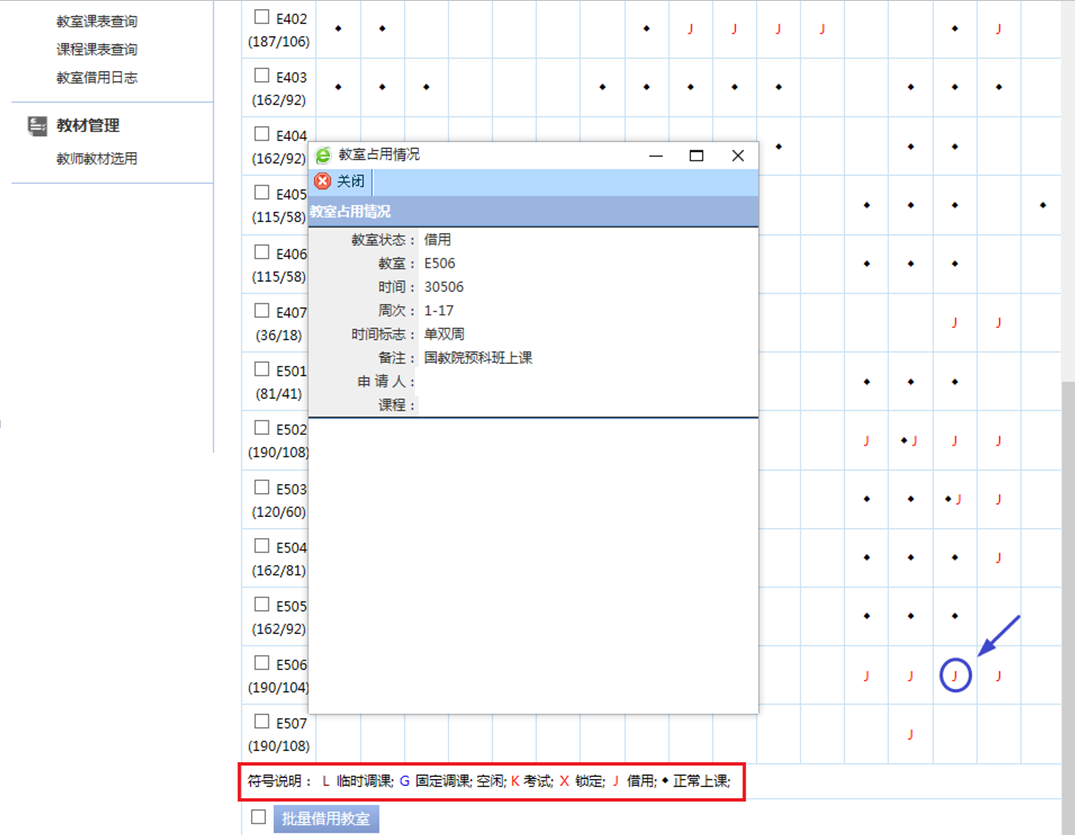 教室课表查询
课程课表查询
教室借用日志
教材管理
教师教材选用
E402
(187/106) ◆ ◆ ◆ J J J J ◆ J
E403
(162/92) ◆ ◆ ◆ ◆ ◆ ◆ ◆ ◆ ◆ ◆ ◆
E404
(162/92) ◆ ◆ ◆
E405
(115/58) ◆ ◆ ◆ ◆
E406
(115/58) ◆ ◆ ◆
E407
(36/18) J J
E501
(81/41) ◆ ◆ ◆
E502
(190/108) J ◆J J J
E503
(120/60) ◆ ◆ ◆J J
E504
(162/81) ◆ ◆ ◆ J
E505
(162/92) ◆ ◆ ◆
E506
(190/104) J J J J
E507
(190/108) J
教室占用情况
关闭
教室占用情况
教室状态： 借用
教室： E506
时间： 30506
周次： 1-17
时间标志： 单双周
备注： 国教院预科班上课
申 请 人：
课程：
符号说明： L 临时调课; G 固定调课; 空闲; K 考试; X 锁定; J 借用; ◆ 正常上课;
批量借用教室